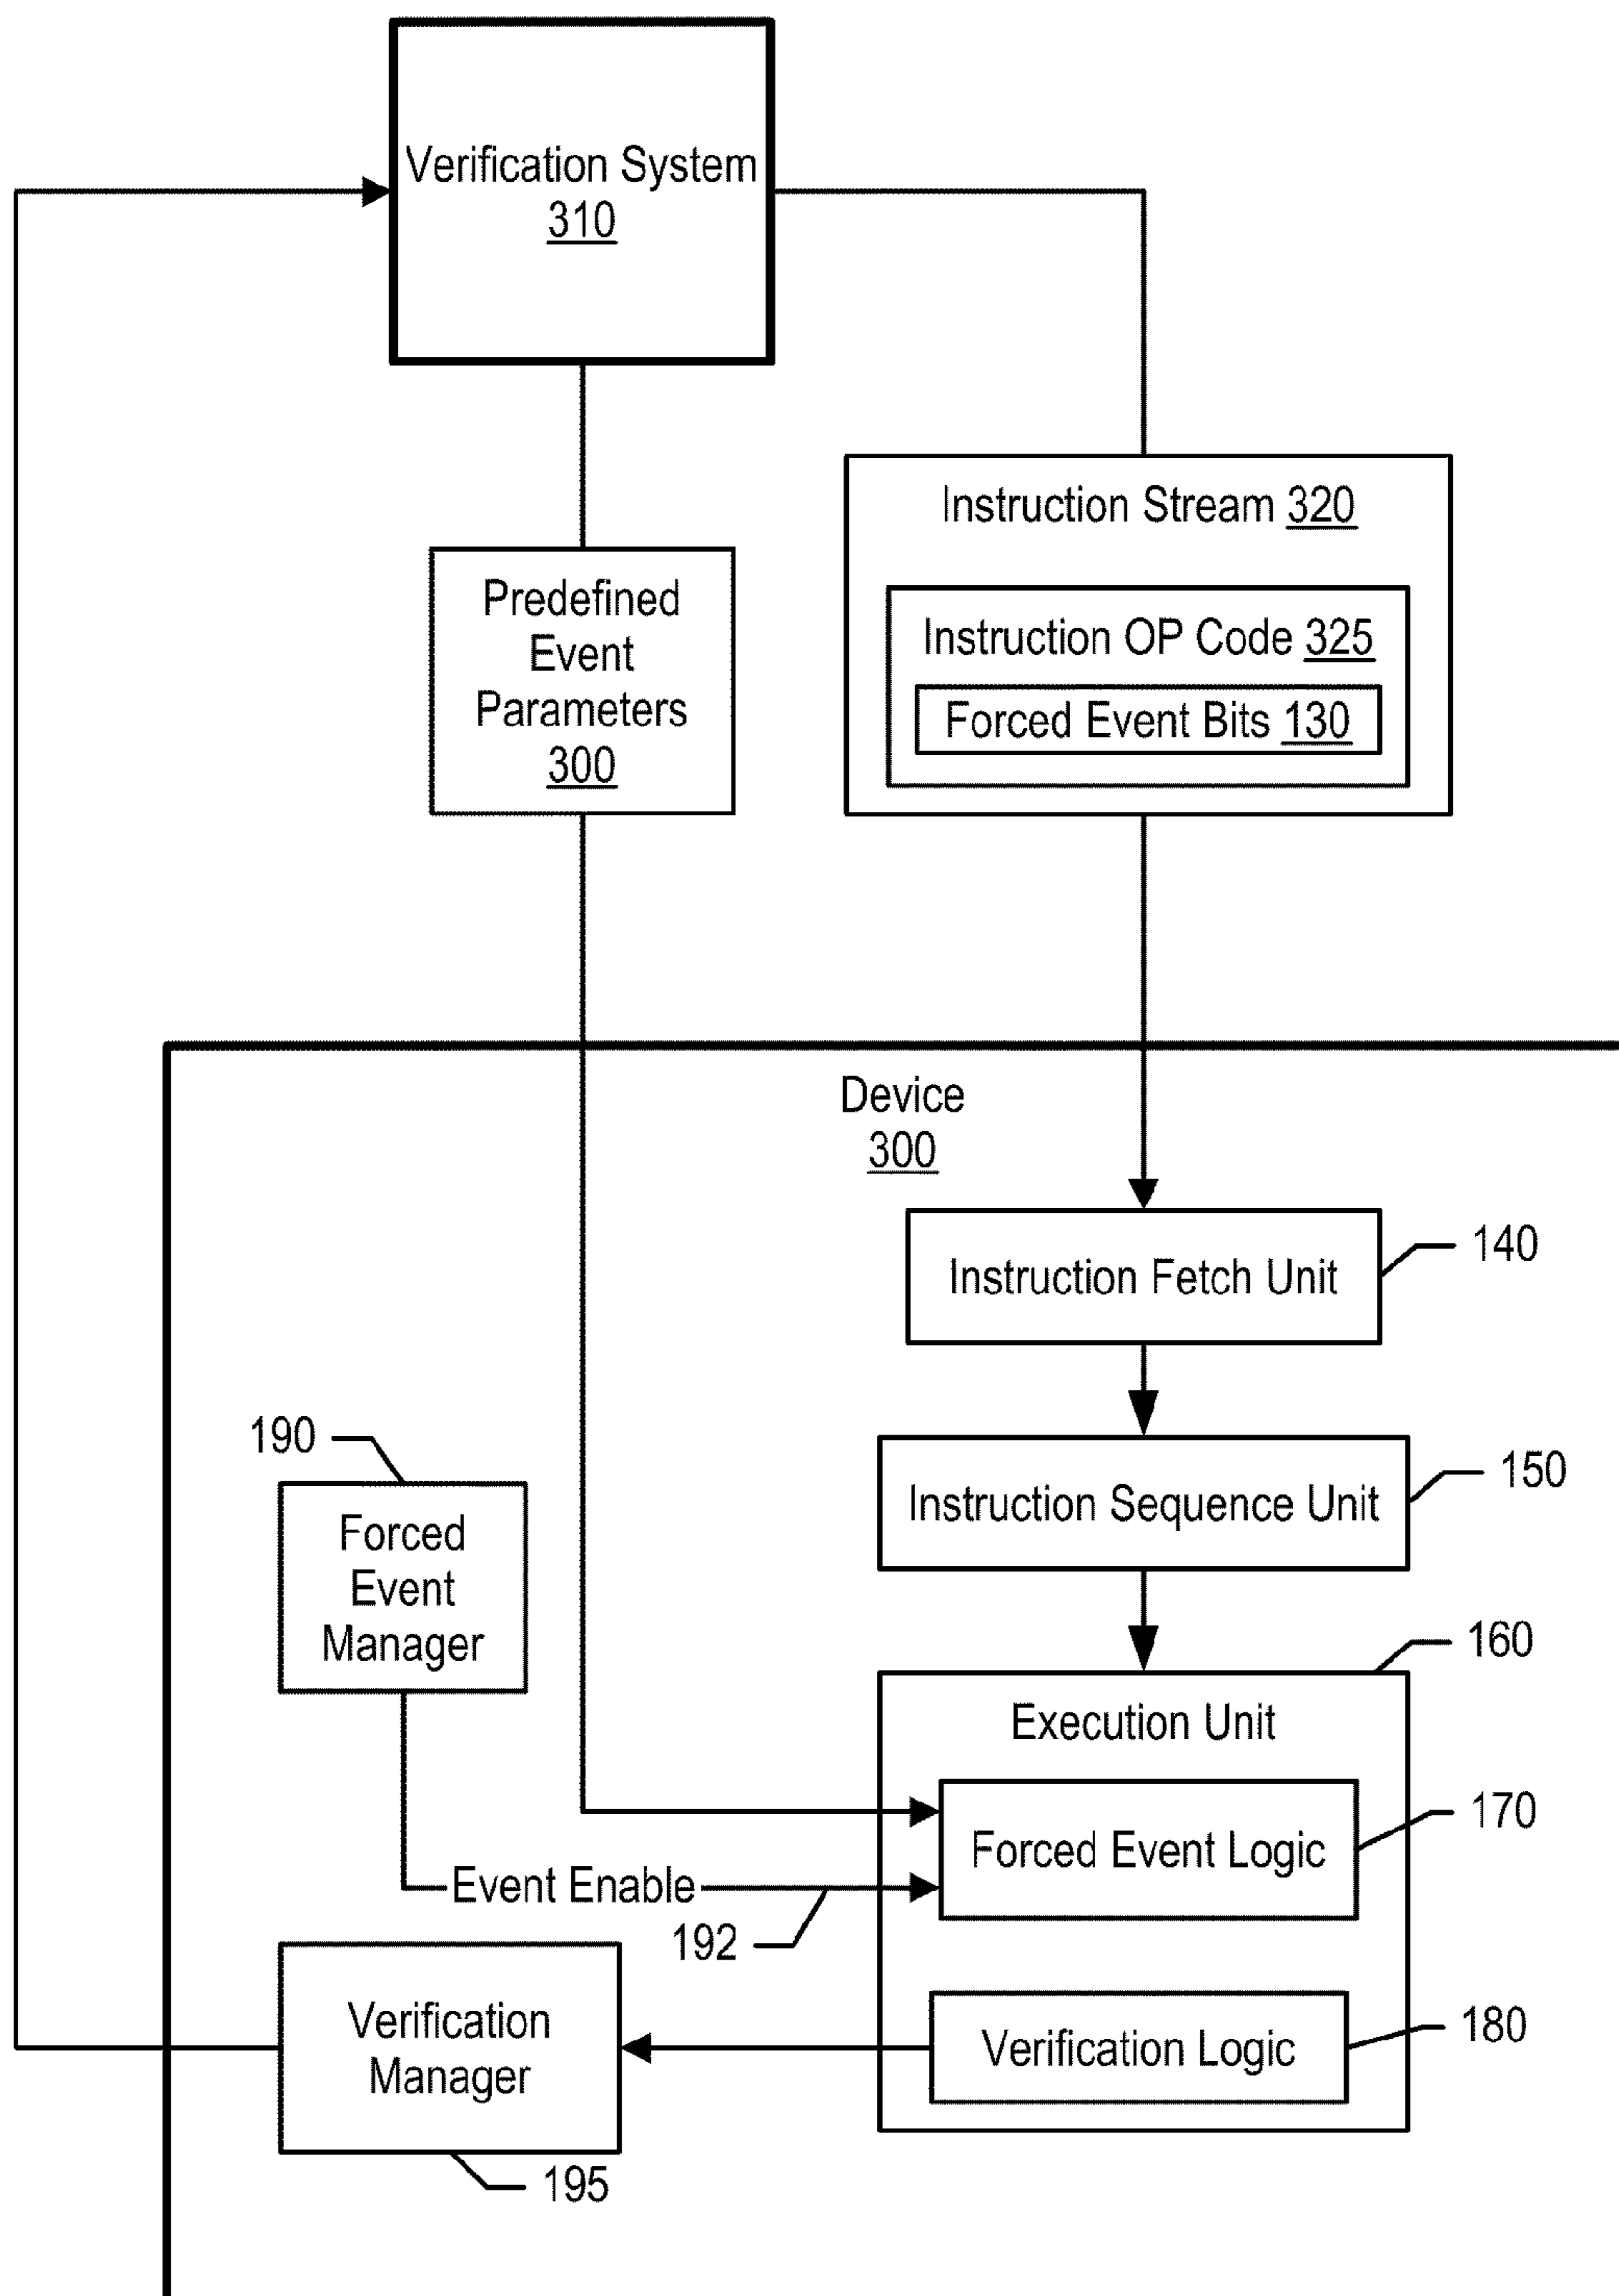 Verification System
310
Instruction Stream 320
Predefined
Event
Parameters
300
Instruction OP Code 325
Forced Event Bits 130
Device
300
140
Instruction Fetch Unit
190
150
Instruction Sequence Unit
Forced
Event
Manager
160
Execution Unit
170
Forced Event Logic
Event Enable
192
180
Verification
Manager
Verification Logic
195